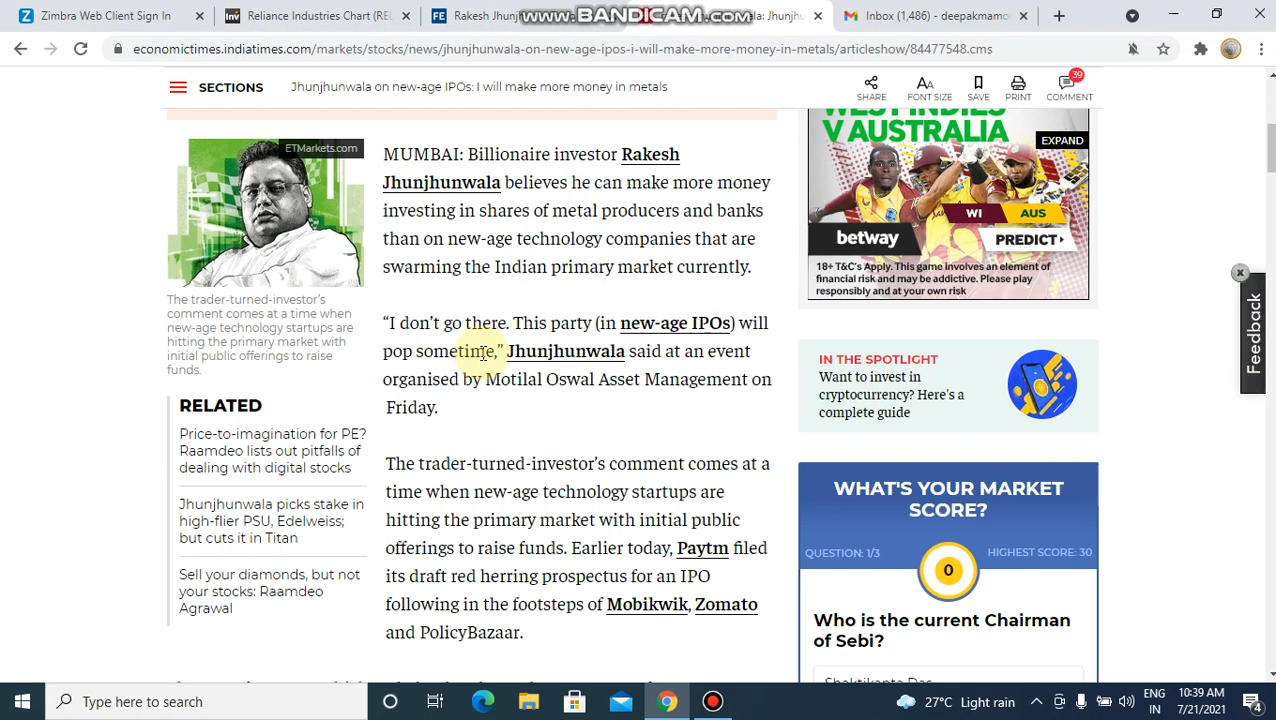 Zimbra Web Client Sign In
Reliance Industries Chart (REL
Rakesh Jhunj
Jhunju
Inbox (1,486) - deepakmamo
www.BANDICAM.com
economictimes.indiatimes.com/markets/stocks/news/jhunjhunwala-on-new-age-ipos-i-will-make-more-money-in-metals/articleshow/84477548.cms
SECTIONS
Jhunjhunwala on new-age IPOs: I will make more money in metals
SHARE
FONT SIZE
SAVE
PRINT
39
COMMENT
ETMarkets.com
The trader-turned-investor's
comment comes at a time when
new-age technology startups are
hitting the primary market with
initial public offerings to raise
funds.
RELATED
Price-to-imagination for PE?
Raamdeo lists out pitfalls of
dealing with digital stocks
Jhunjhunwala picks stake in
high-flier PSU, Edelweiss;
but cuts it in Titan
Sell your diamonds, but not
your stocks: Raamdeo
Agrawal
MUMBAI: Billionaire investor Rakesh
Jhunjhunwala believes he can make more money
investing in shares of metal producers and banks
than on new-age technology companies that are
swarming the Indian primary market currently.
“I don’t go there. This party (in new-age IPOs) will
pop sometime,” Jhunjhunwala said at an event
organised by Motilal Oswal Asset Management on
Friday.
The trader-turned-investor’s comment comes at a
time when new-age technology startups are
hitting the primary market with initial public
offerings to raise funds. Earlier today, Paytm filed
its draft red herring prospectus for an IPO
following in the footsteps of Mobikwik, Zomato
and PolicyBazaar.
WEST INDIES
V AUSTRALIA
EXPAND
WI
AUS
betway
PREDICT
18+ T&C's Apply. This game involves an element of
financial risk and may be addictive. Please play
responsibly and at your own risk
IN THE SPOTLIGHT
Want to invest in
cryptocurrency? Here's a
complete guide
WHAT'S YOUR MARKET
SCORE?
QUESTION: 1/3
0
HIGHEST SCORE: 30
Who is the current Chairman
of Sebi?
Shaktikanta Das
Feedback
Type here to search
27°C Light rain
ENG
IN
10:39 AM
7/21/2021
4